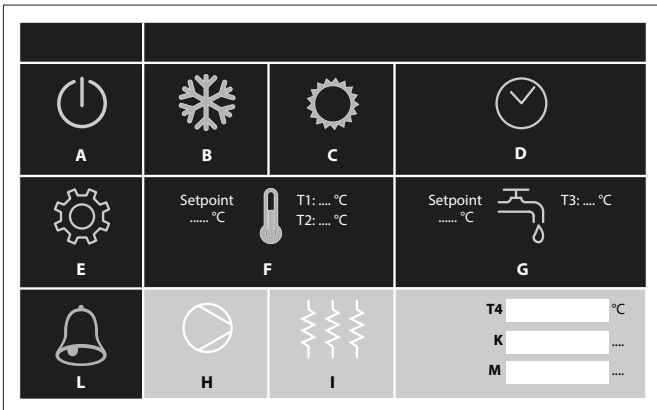 A
B
C
D
Setpoint
...... °C
T1: .... °C
T2: .... °C
Setpoint
...... °C
T3: .... °C
E
F
G
T4 °C
K ....
M ....
L
H
I